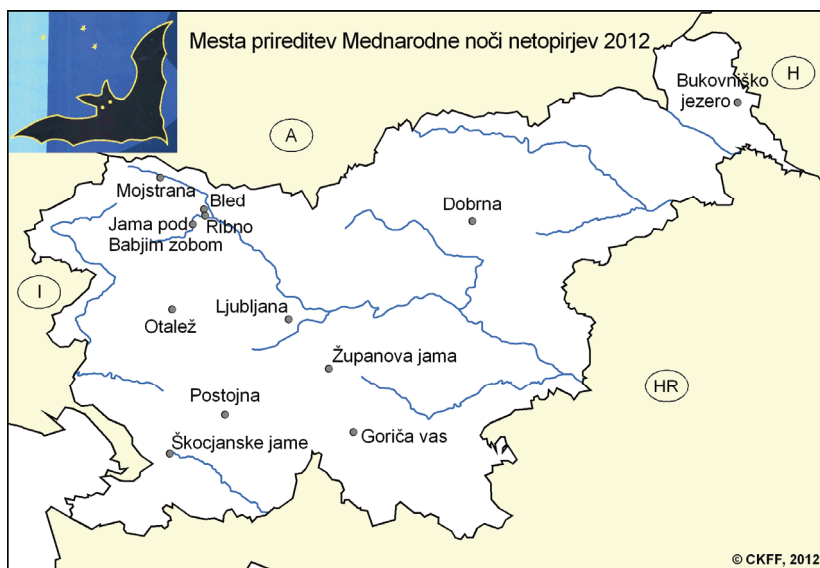 Mesta prireditev Mednarodne noči netopirjev 2012
H
Bukovniško
jezero
A
Mojstrana
Bled
Dobrna
Jama pod
Ribno
Babjim zobom
I
Ljubljana
Otalež
Županova jama
HR
Postojna
Goriča vas
Škocjanske jame
© CKFF, 2012